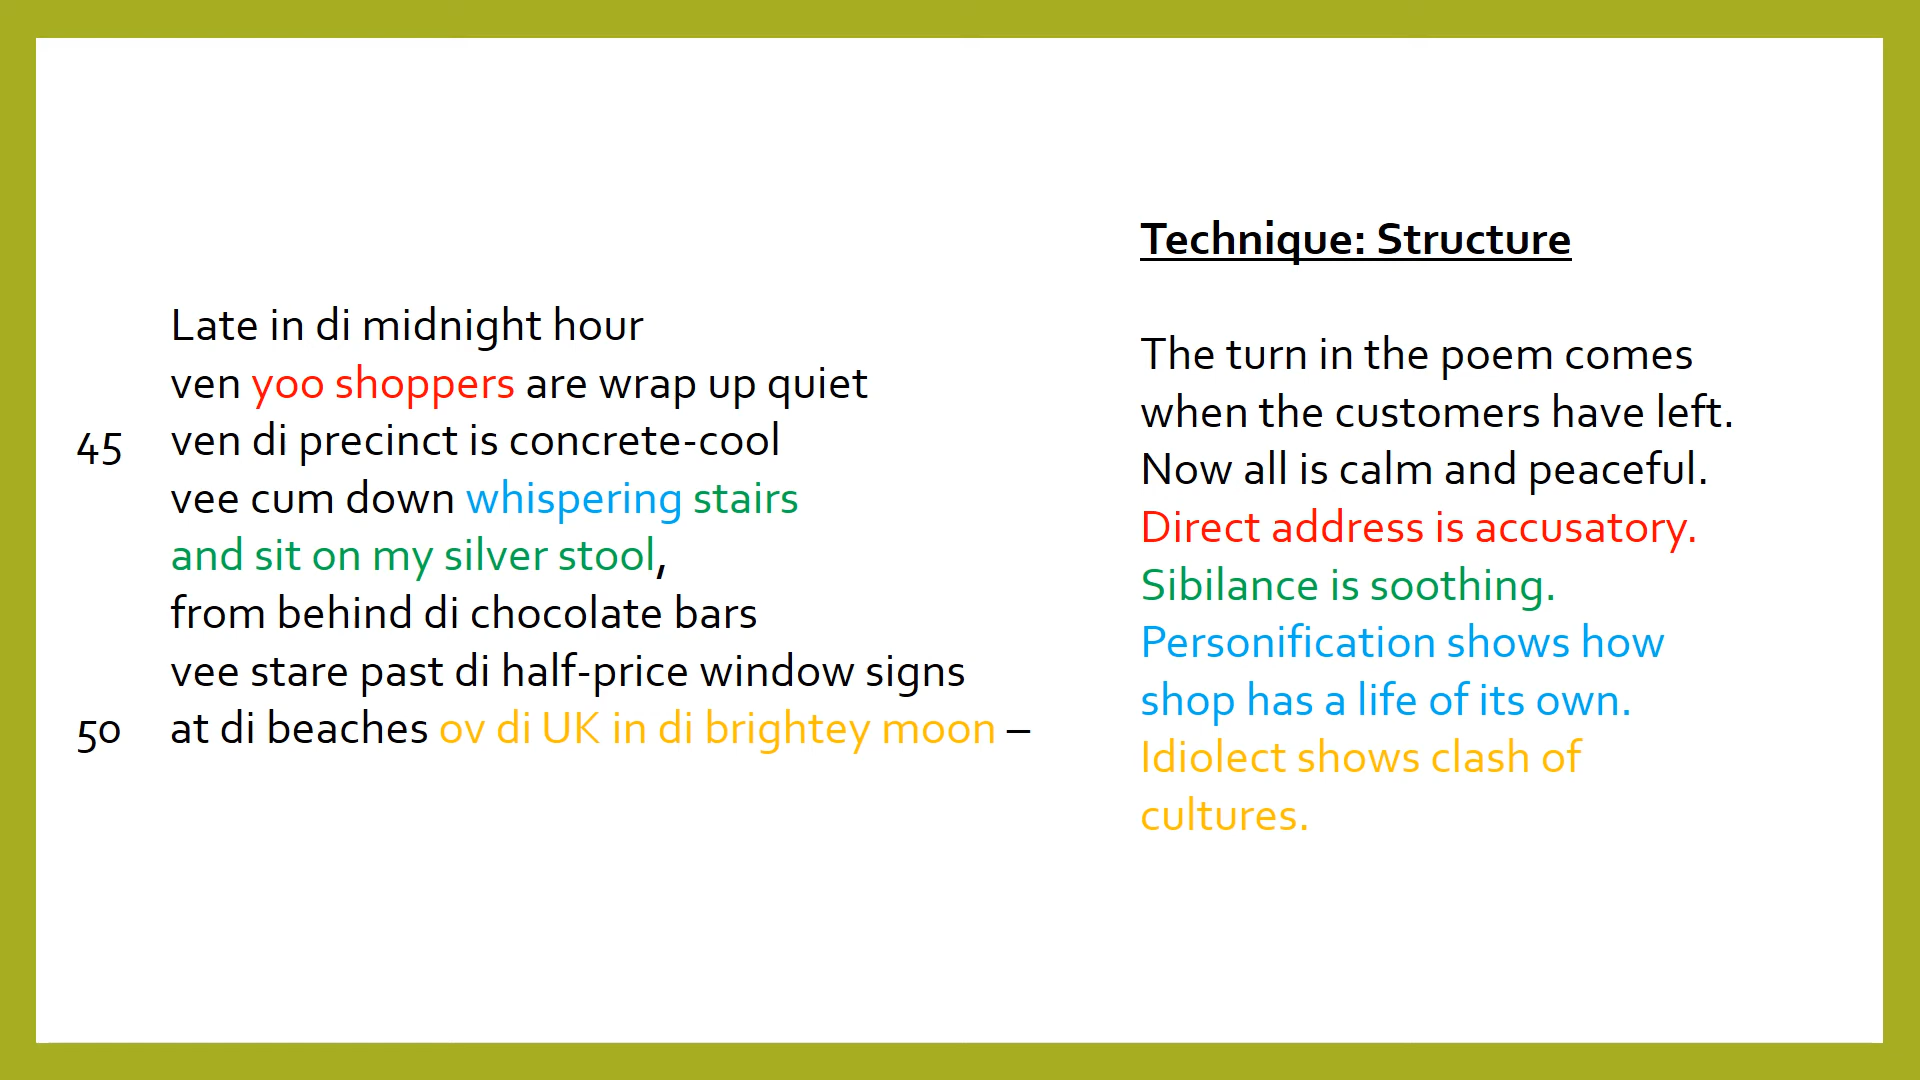 Late in di midnight hour
ven yoo shoppers are wrap up quiet
45 ven di precinct is concrete-cool
vee cum down whispering stairs
and sit on my silver stool,
from behind di chocolate bars
vee stare past di half-price window signs
50 at di beaches ov di UK in di brightey moon –
Technique: Structure
The turn in the poem comes
when the customers have left.
Now all is calm and peaceful.
Direct address is accusatory.
Sibilance is soothing.
Personification shows how
shop has a life of its own.
Idiolect shows clash of
cultures.